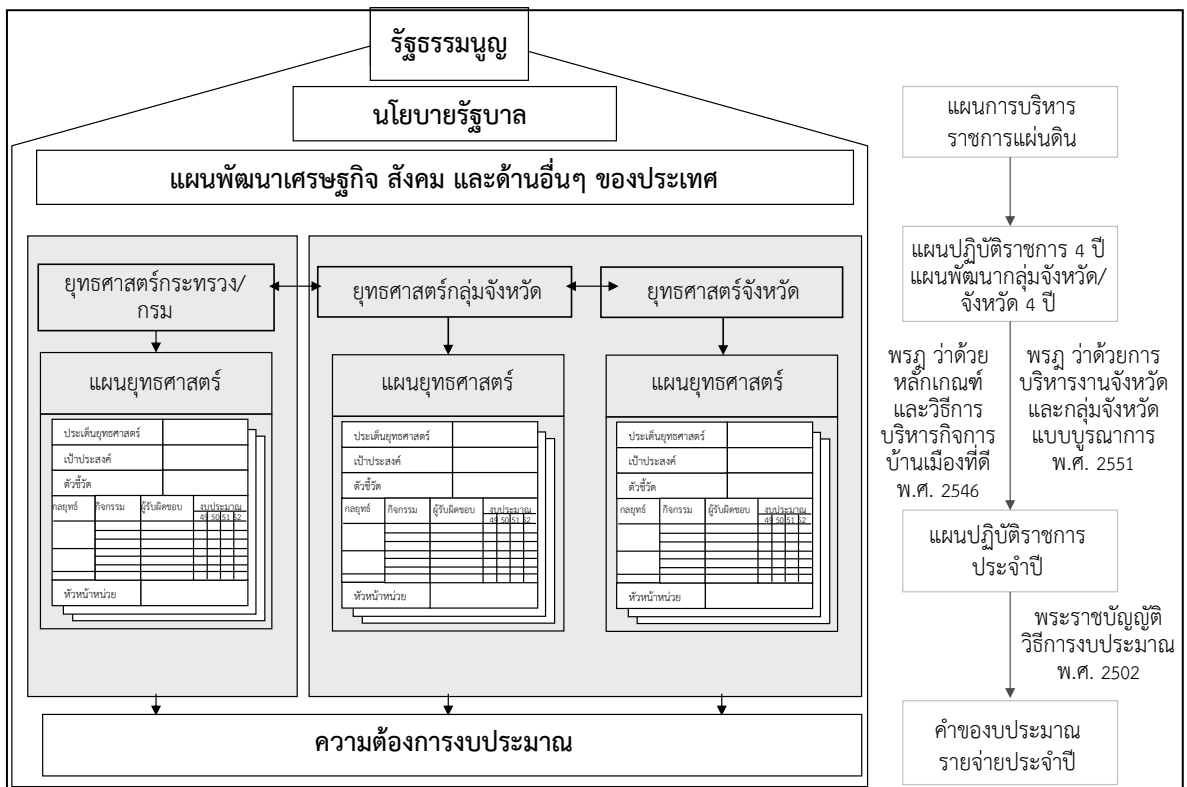 รัฐธรรมนูญ
นโยบายรัฐบาล
แผนพัฒนาเศรษฐกิจ สังคม และด้านอื่นๆ ของประเทศ
ยุทธศาสตร์กระทรวง/
กรม
ยุทธศาสตร์กลุ่มจังหวัด
ยุทธศาสตร์จังหวัด
แผนยุทธศาสตร์
ประเด็นยุทธศาสตร์
เป้าประสงค์
ตัวชี้วัด
กลยุทธ์ กิจกรรม ผู้รับผิดชอบ งบประมาณ
49 50 51 52
หัวหน้าหน่วย
แผนยุทธศาสตร์
ประเด็นยุทธศาสตร์
เป้าประสงค์
ตัวชี้วัด
กลยุทธ์ กิจกรรม ผู้รับผิดชอบ งบประมาณ
49 50 51 52
หัวหน้าหน่วย
แผนยุทธศาสตร์
ประเด็นยุทธศาสตร์
เป้าประสงค์
ตัวชี้วัด
กลยุทธ์ กิจกรรม ผู้รับผิดชอบ งบประมาณ
49 50 51 52
หัวหน้าหน่วย
ความต้องการงบประมาณ
แผนการบริหาร
ราชการแผ่นดิน
แผนปฏิบัติราชการ 4 ปี
แผนพัฒนากลุ่มจังหวัด/
จังหวัด 4 ปี
พรฎ ว่าด้วย
หลักเกณฑ์
และวิธีการ
บริหารกิจการ
บ้านเมืองที่ดี
พ.ศ. 2546
พรฎ ว่าด้วยการ
บริหารงานจังหวัด
และกลุ่มจังหวัด
แบบบูรณาการ
พ.ศ. 2551
แผนปฏิบัติราชการ
ประจำปี
พระราชบัญญัติ
วิธีการงบประมาณ
พ.ศ. 2502
คำของบประมาณ
รายจ่ายประจำปี